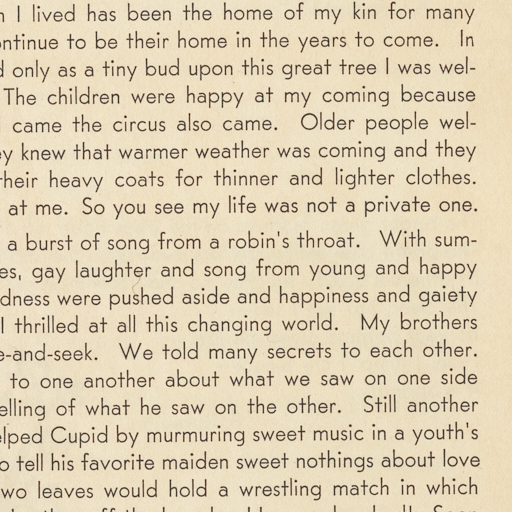 I lived has been the home of my kin for many
continue to be their home in the years to come. In
only as a tiny bud upon this great tree I was wel-
The children were happy at my coming because
came the circus also came. Older people wel-
knew that warmer weather was coming and they
their heavy coats for thinner and lighter clothes.
at me. So you see my life was not a private one.
a burst of song from a robin's throat. With sum-
gay laughter and song from young and happy
were pushed aside and happiness and gaiety
I thrilled at all this changing world. My brothers
-and-seek. We told many secrets to each other.
to one another about what we saw on one side
elling of what he saw on the other. Still another
elped Cupid by murmuring sweet music in a youth's
tell his favorite maiden sweet nothings about love
two leaves would hold a wrestling match in which